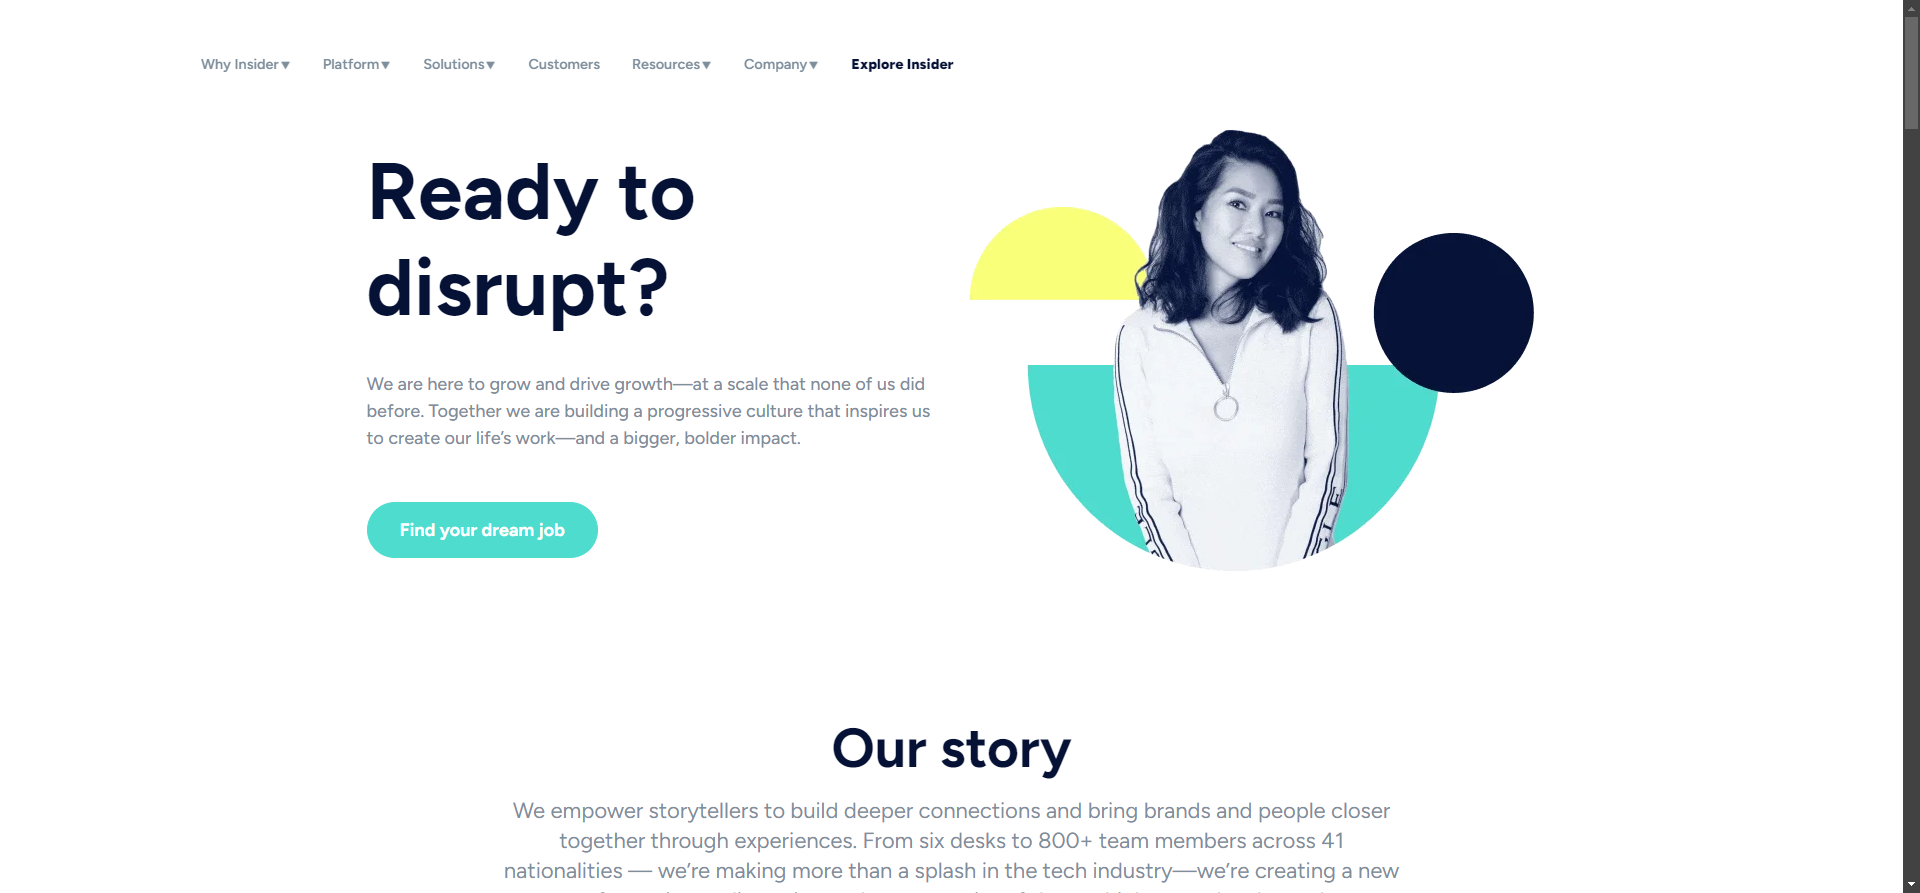 Why Insider▼ Platform▼ Solutions▼ Customers Resources▼ Company▼ Explore Insider
Ready to
disrupt?
We are here to grow and drive growth—at a scale that none of us did
before. Together we are building a progressive culture that inspires us
to create our life’s work—and a bigger, bolder impact.
Find your dream job
Our story
We empower storytellers to build deeper connections and bring brands and people closer
together through experiences. From six desks to 800+ team members across 41
nationalities — we’re making more than a splash in the tech industry—we’re creating a new